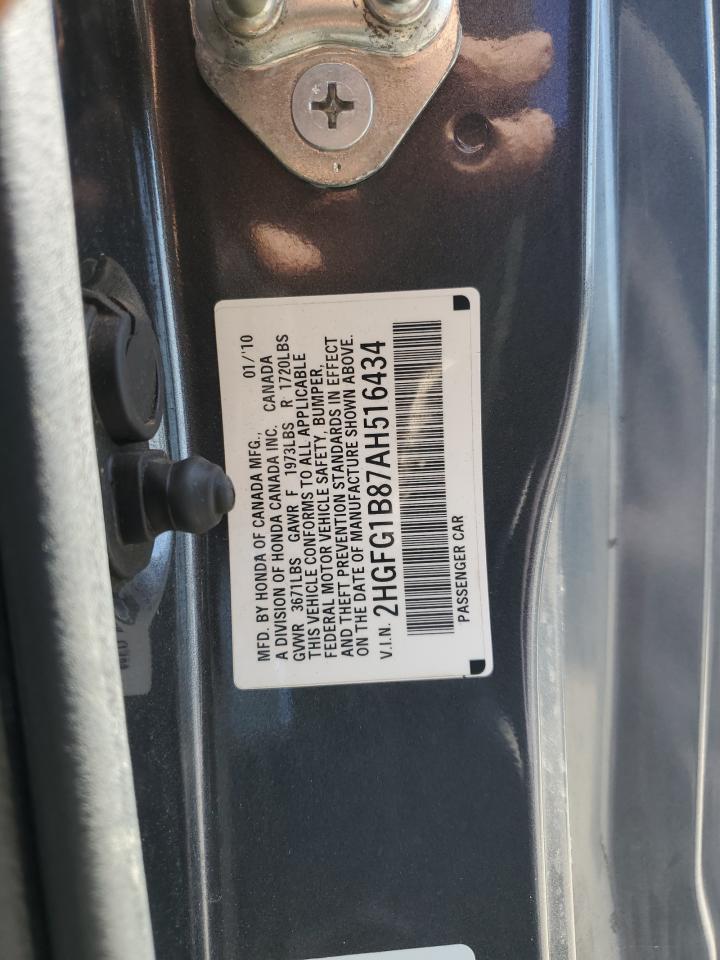 MFD. BY HONDA OF CANADA MFG., 01/'10
A DIVISION OF HONDA CANADA INC. CANADA
GVWR 3671LBS GAWR F 1973LBS R 1720LBS
THIS VEHICLE CONFORMS TO ALL APPLICABLE
FEDERAL MOTOR VEHICLE SAFETY, BUMPER,
AND THEFT PREVENTION STANDARDS IN EFFECT
ON THE DATE OF MANUFACTURE SHOWN ABOVE.
V.I.N. 2HGFG1B87AH516434
PASSENGER CAR